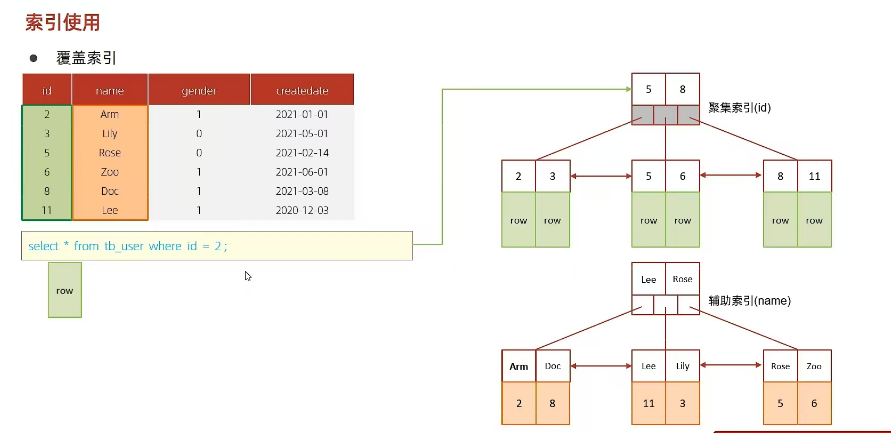 索引使用
● 覆盖索引
id name gender createdate
2 Arm 1 2021-01-01
3 Lily 0 2021-05-01
5 Rose 0 2021-02-14
6 Zoo 1 2021-06-01
8 Doc 1 2021-03-08
11 Lee 1 2020-12-03
select * from tb_user where id = 2 ;
row
5 8
聚集索引(id)
2 3 5 6 8 11
row row row row row row
Lee Rose
辅助索引(name)
Arm Doc Lee Lily Rose Zoo
2 8 11 3 5 6